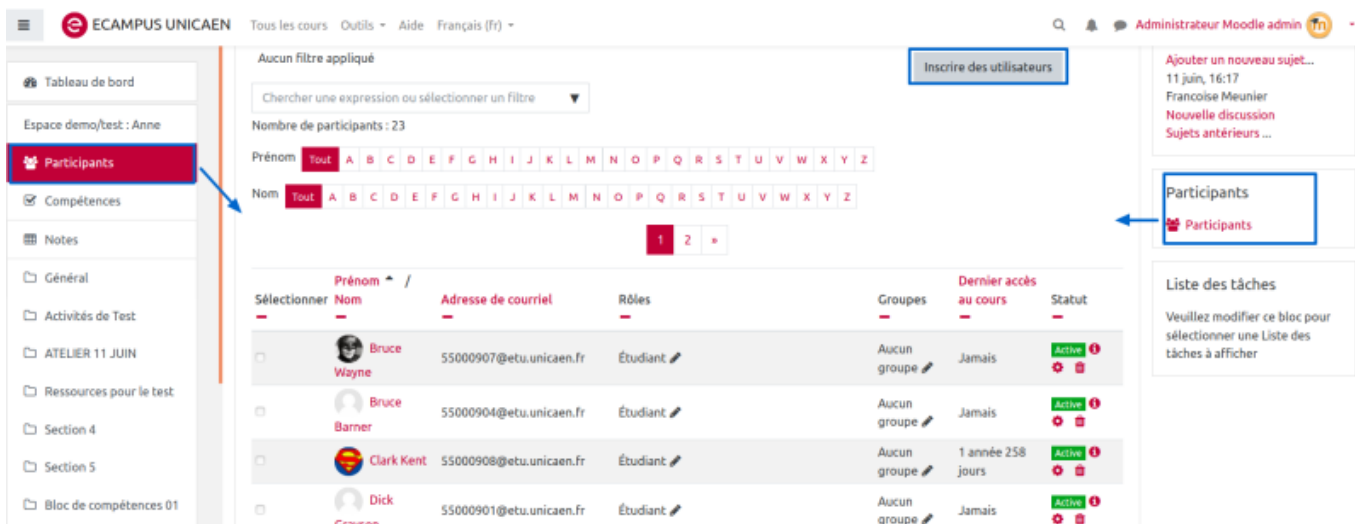 ECAMPUS UNICAEN Tous les cours Outils Aide Français (fr) Administrateur Moodle admin
Tableau de bord
Espace demo/test : Anne
Participants
Compétences
Notes
Général
Activités de Test
ATELIER 11 JUIN
Ressources pour le test
Section 4
Section 5
Bloc de compétences 01
Aucun filtre appliqué
Inscrire des utilisateurs
Chercher une expression ou sélectionner un filtre ▼
Nombre de participants : 23
Prénom Tout A B C D E F G H I J K L M N O P Q R S T U V W X Y Z
Nom Tout A B C D E F G H I J K L M N O P Q R S T U V W X Y Z
1 2 »
Prénom /
Sélectionner Nom Adresse de courriel Rôles Groupes Dernier accès
au cours Statut
Bruce
Wayne 55000907@etu.unicaen.fr Étudiant Aucun
groupe Jamais Active
Bruce
Barner 55000904@etu.unicaen.fr Étudiant Aucun
groupe Jamais Active
Clark Kent 55000908@etu.unicaen.fr Étudiant Aucun
groupe 1 année 258
jours Active
Dick
Grayson 55000901@etu.unicaen.fr Étudiant Aucun
groupe Jamais Active
Ajouter un nouveau sujet...
11 juin, 16:17
Francoise Meunier
Nouvelle discussion
Sujets antérieurs ...
Participants
Participants
Liste des tâches
Veuillez modifier ce bloc pour
sélectionner une Liste des
tâches à afficher